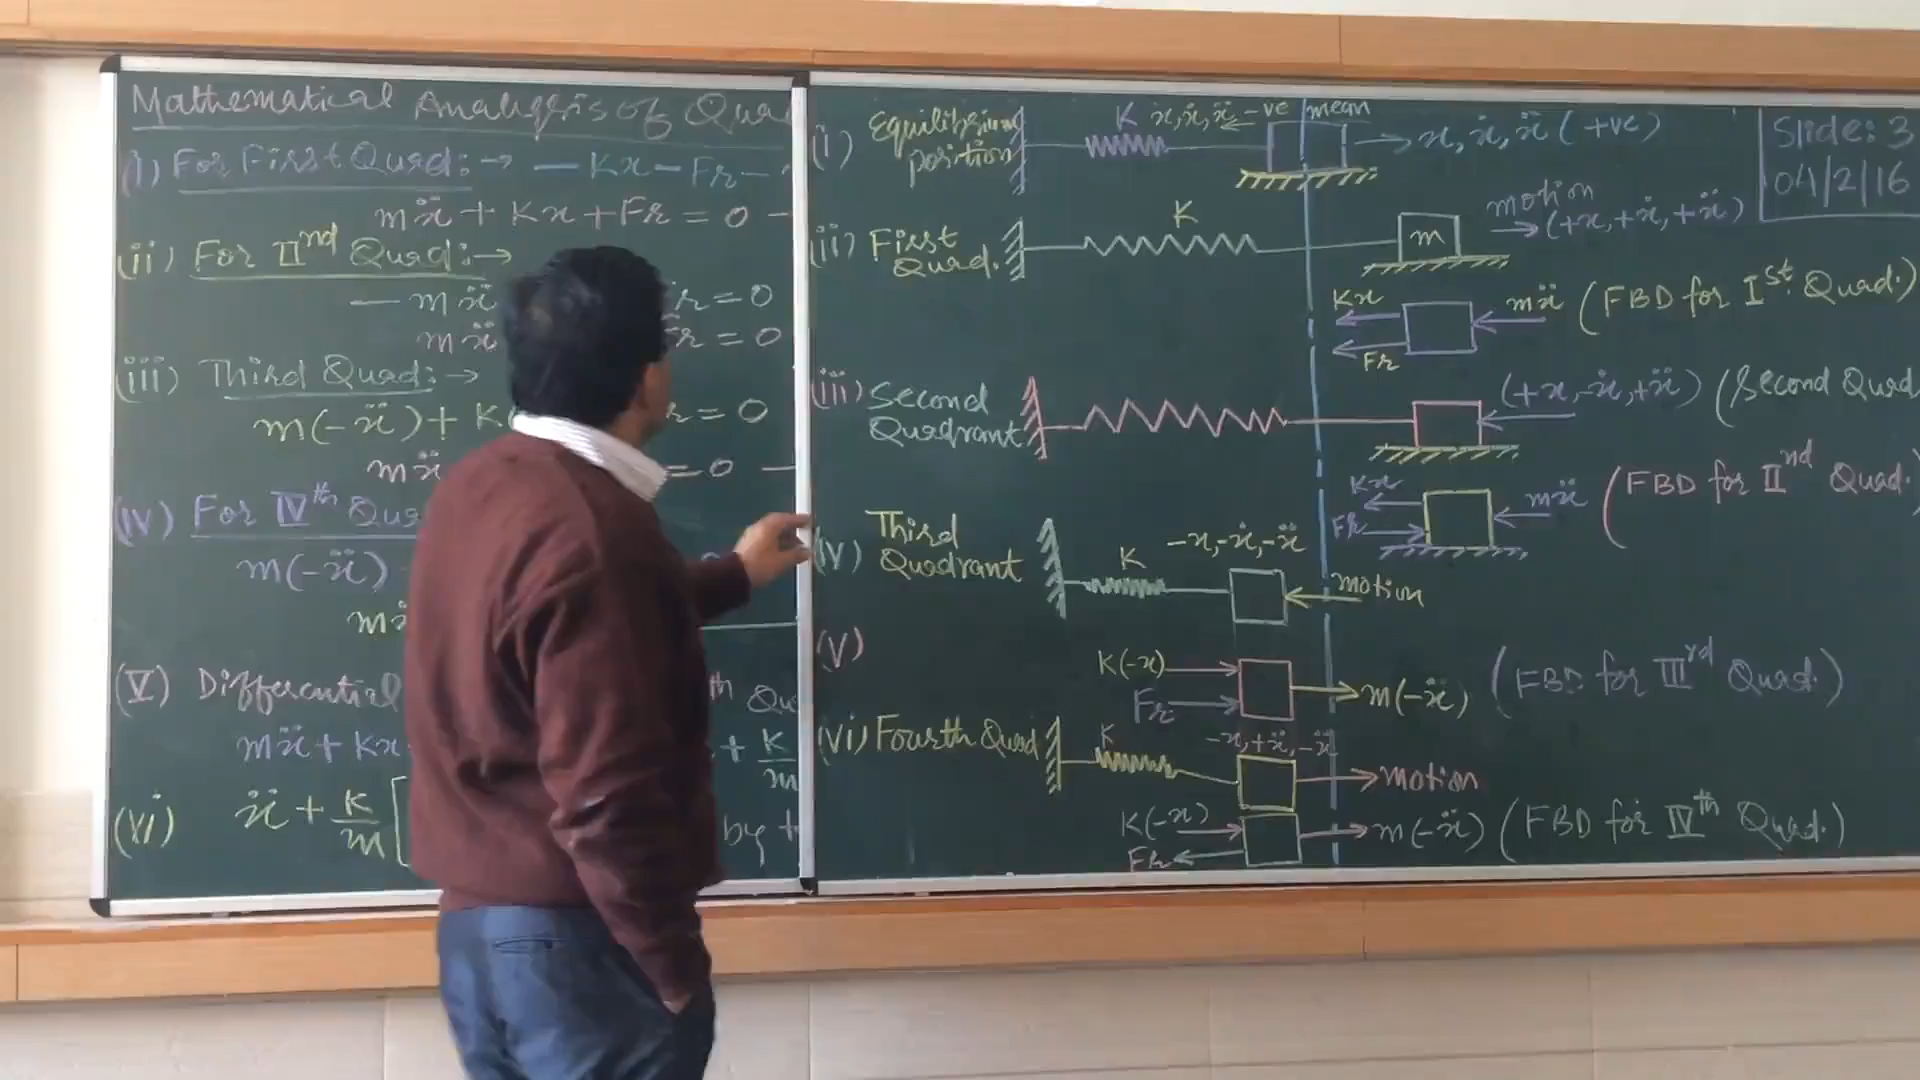 Mathematical Analysis of Qua
(i) For First Quad:→ -Kx-Fr-
mẍ+Kx+Fr=0 -
(ii) For IInd Quad:→
-mẍ r=0
mẍ r=0
(iii) Third Quad:→
m(-ẍ)+K r=0
mẍ =0 -
(iv) For IVth Qua
m(-ẍ)
m
(V) Differential th Qu
mẍ+Kx + K/m
(vi) ẍ+K/m[ by t
(i) Equilibrium position K x,ẋ,ẍ -ve mean x,ẋ,ẍ (+ve)
Slide: 3
04/2/16
(ii) First Quad. K m motion (+x,+ẋ,+ẍ)
Kx mẍ (FBD for Ist Quad.)
Fr
(iii) Second Quadrant (+x,-ẋ,+ẍ) (Second Quad
Kx mẍ (FBD for IInd Quad.
Fr
(iv) Third Quadrant K -x,-ẋ,-ẍ motion
(v) K(-x) m(-ẍ) (FBD for IIIrd Quad.)
Fr
(vi) Fourth Quad K -x,+ẍ,-ẍ motion
K(-x) m(-ẍ) (FBD for IVth Quad.)
Fr